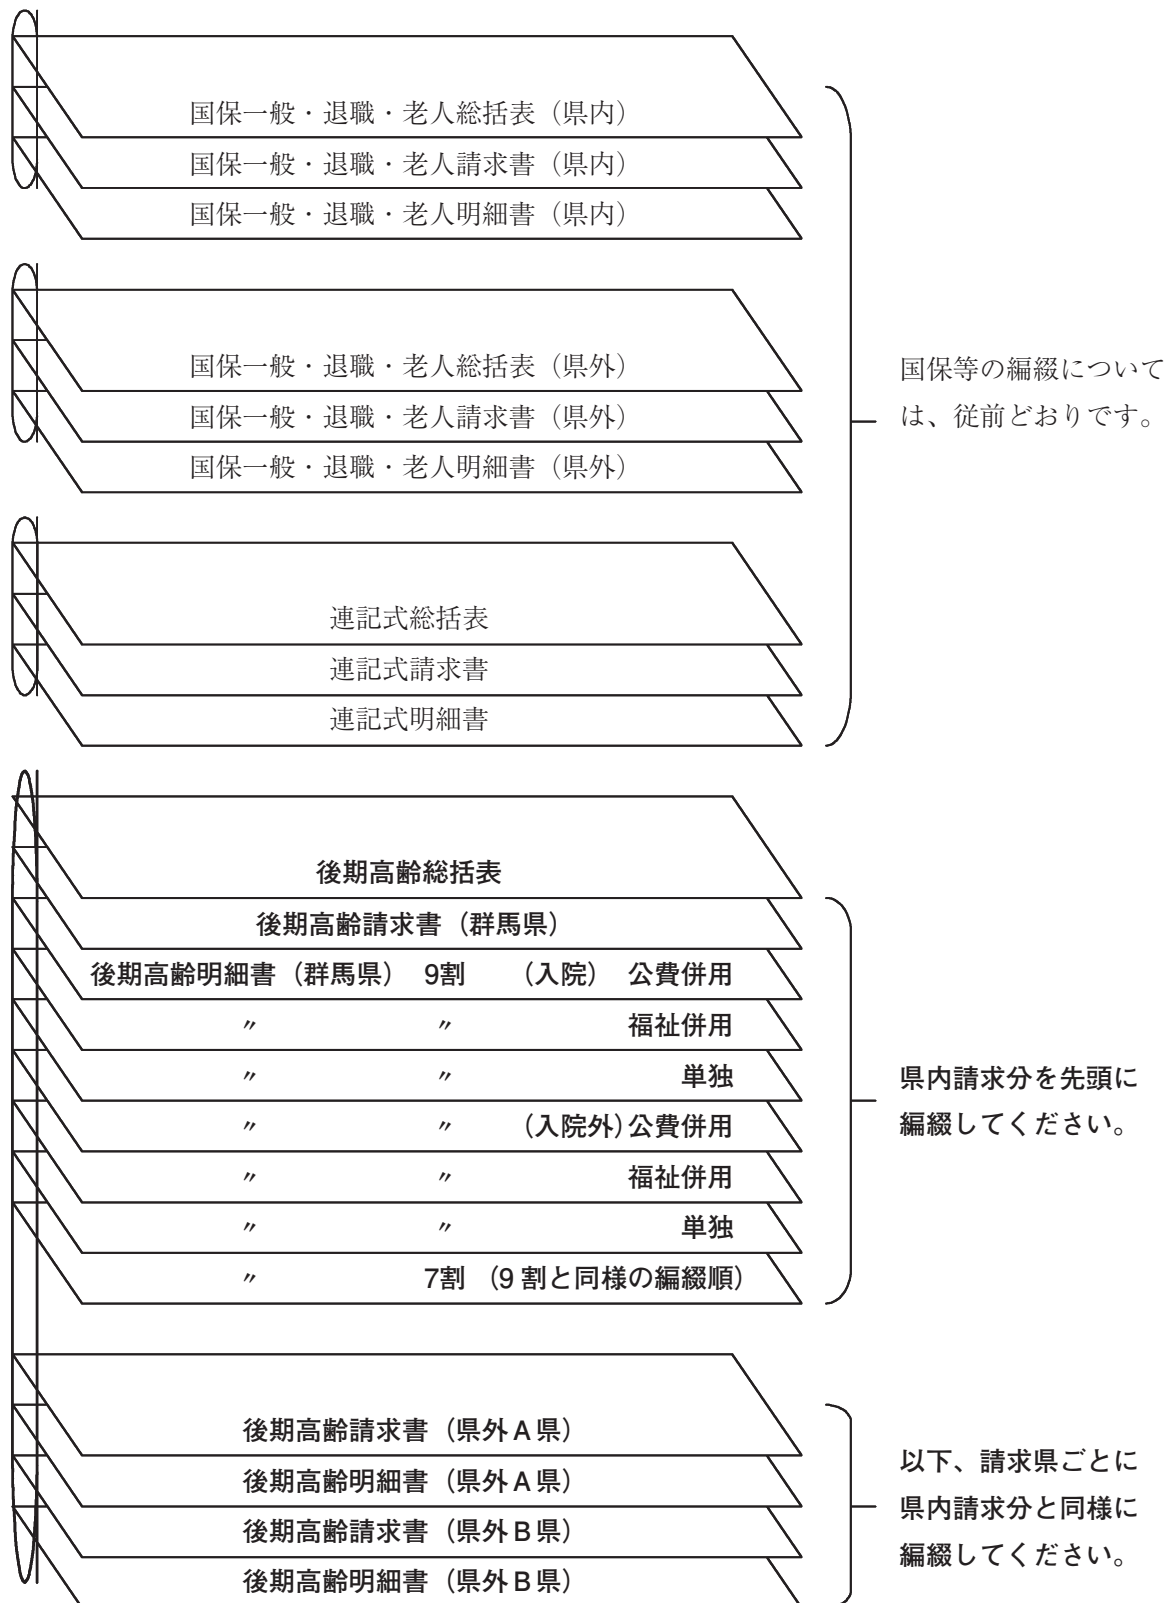 国保一般・退職・老人総括表（県内）
国保一般・退職・老人請求書（県内）
国保一般・退職・老人明細書（県内）
国保一般・退職・老人総括表（県外）
国保一般・退職・老人請求書（県外）
国保一般・退職・老人明細書（県外）
国保等の編綴について
は、従前どおりです。
連記式総括表
連記式請求書
連記式明細書
後期高齢総括表
後期高齢請求書（群馬県）
後期高齢明細書（群馬県） 9割 （入院） 公費併用
〃 〃 福祉併用
〃 〃 単独
〃 〃 （入院外）公費併用
〃 〃 福祉併用
〃 〃 単独
〃 7割 （9割と同様の編綴順）
県内請求分を先頭に
編綴してください。
後期高齢請求書（県外A県）
後期高齢明細書（県外A県）
後期高齢請求書（県外B県）
後期高齢明細書（県外B県）
以下、請求県ごとに
県内請求分と同様に
編綴してください。